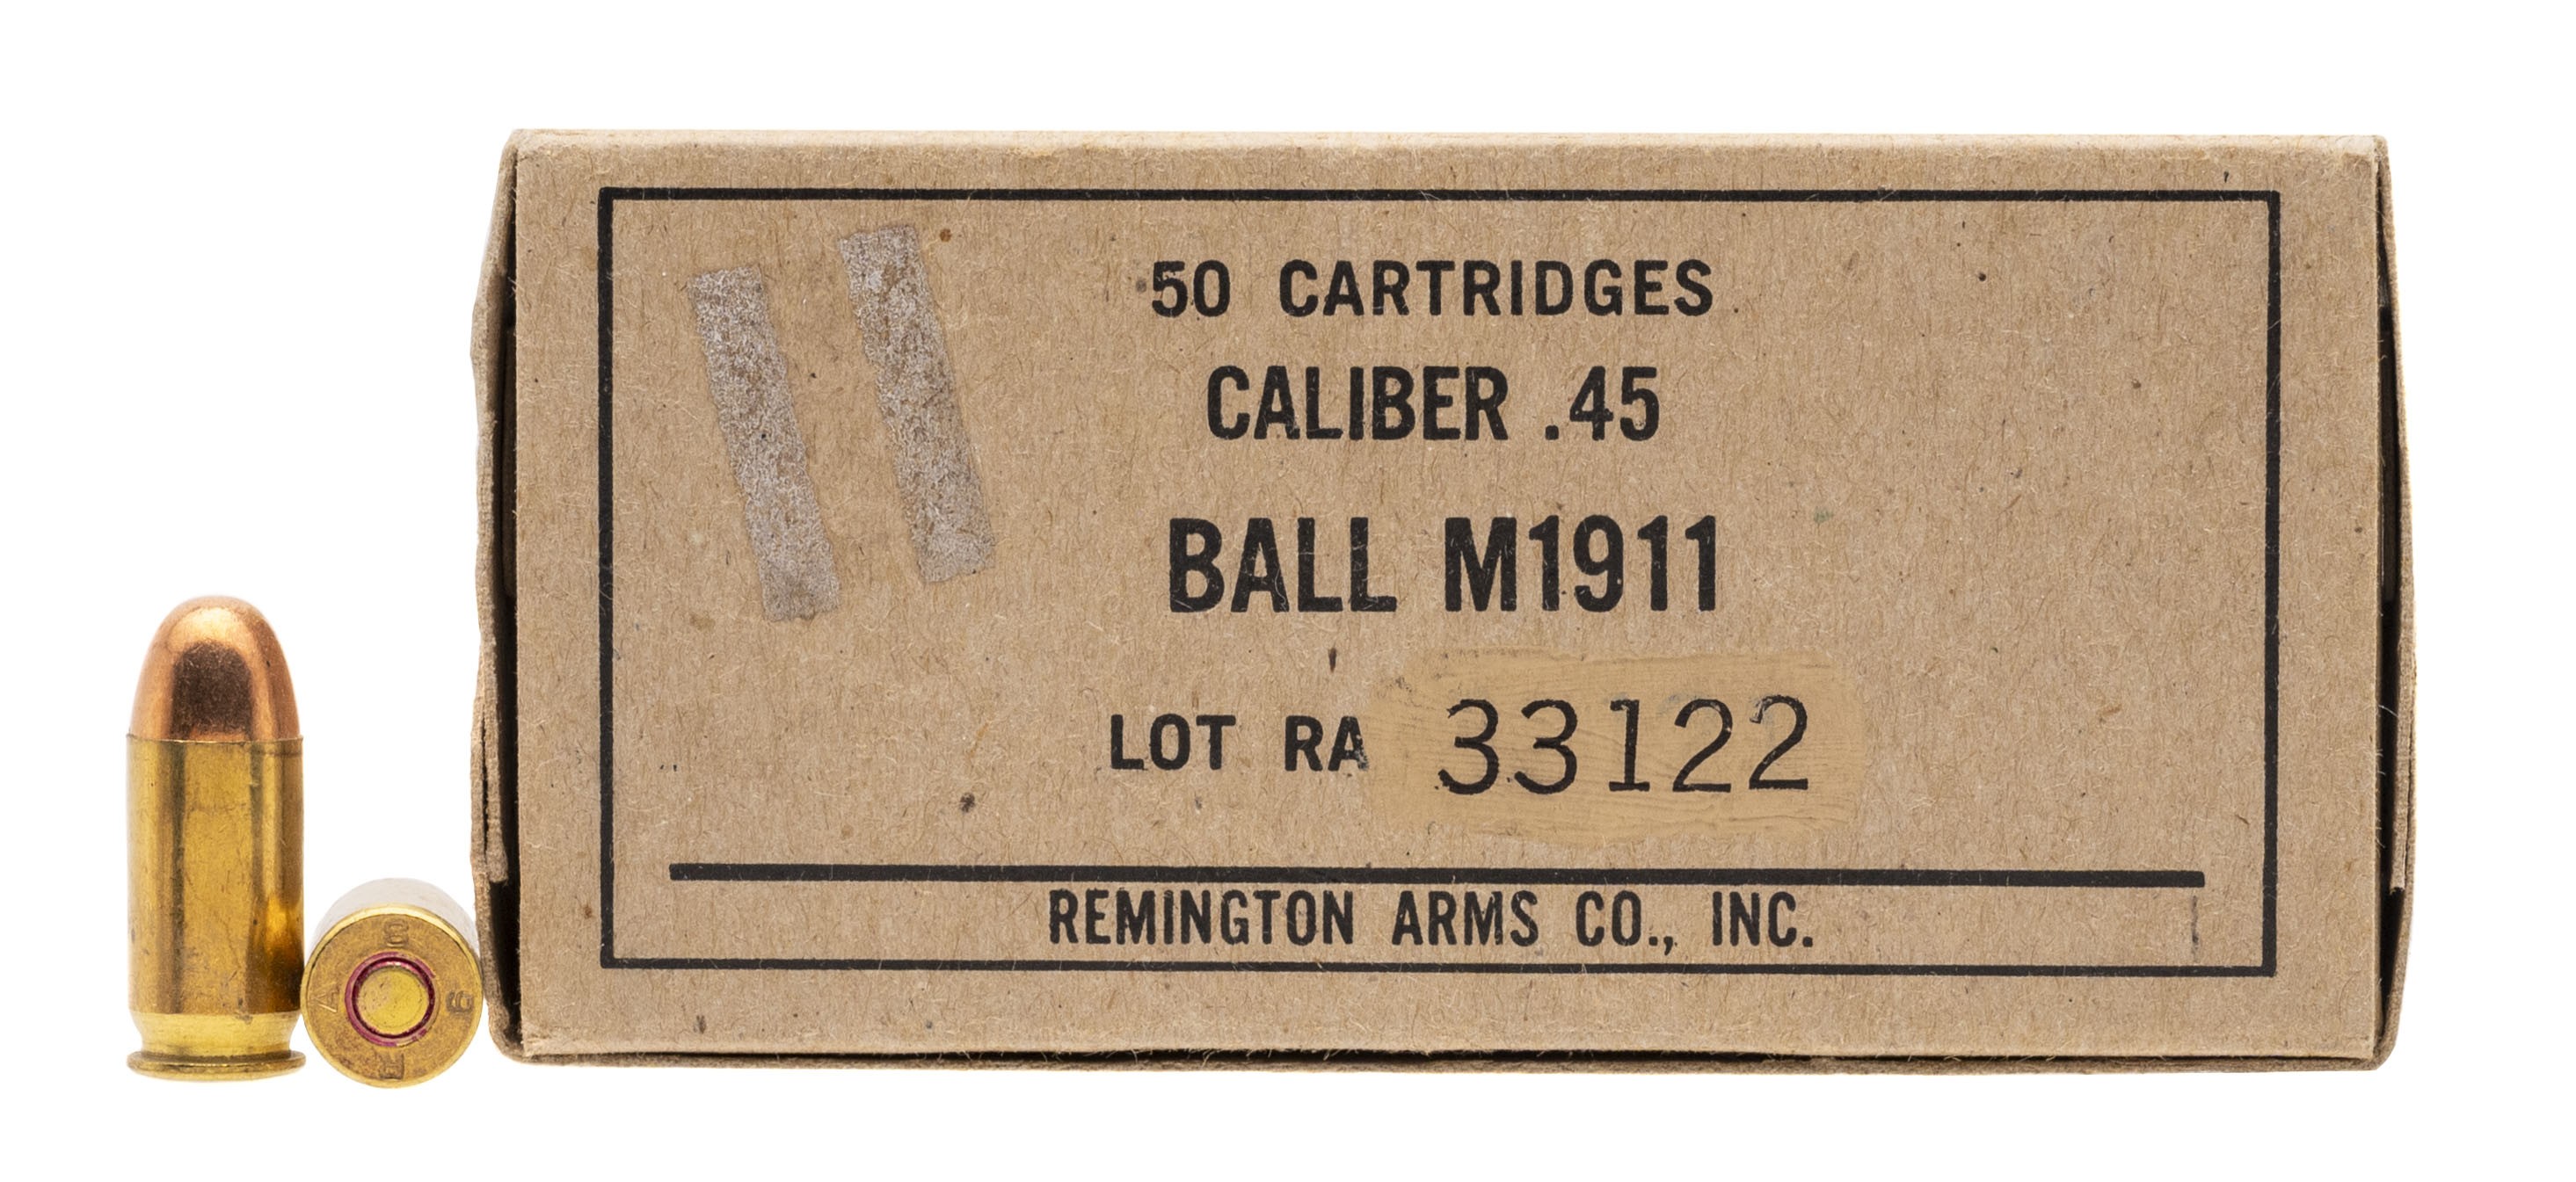 50 CARTRIDGES
CALIBER .45
BALL M1911
LOT RA 33122
REMINGTON ARMS CO., INC.